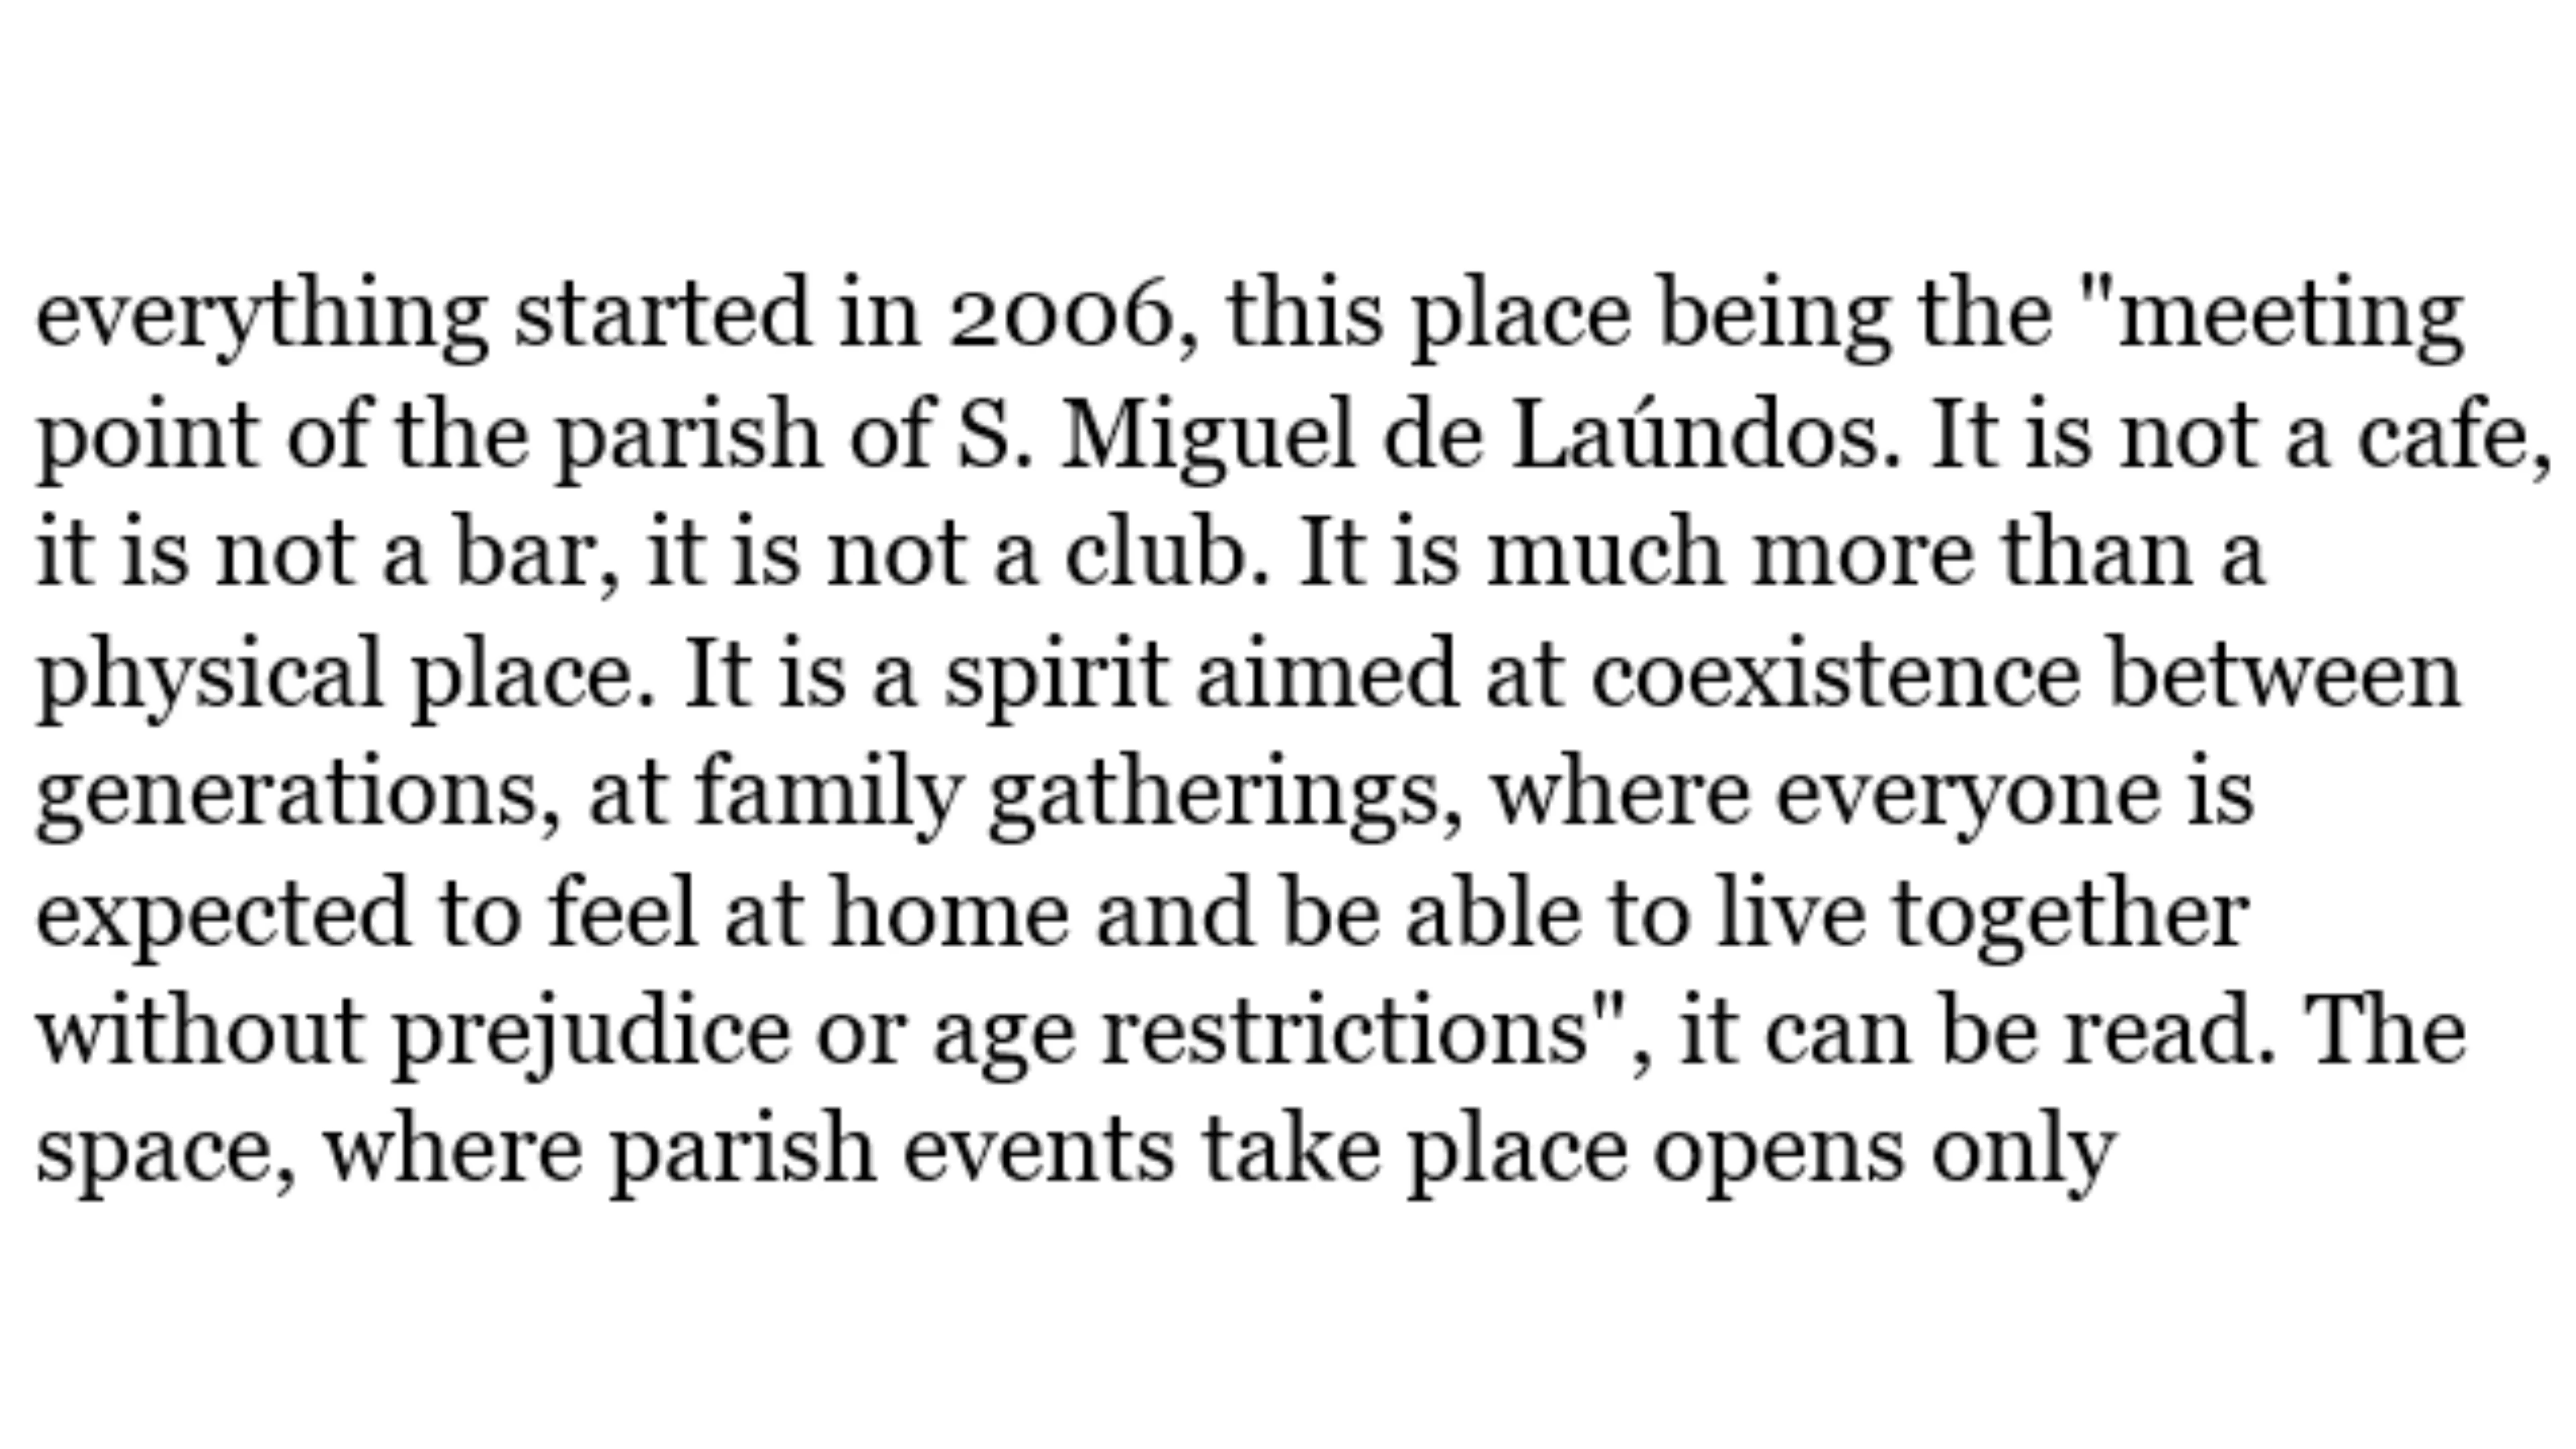 everything started in 2006, this place being the "meeting
point of the parish of S. Miguel de Laúndos. It is not a cafe,
it is not a bar, it is not a club. It is much more than a
physical place. It is a spirit aimed at coexistence between
generations, at family gatherings, where everyone is
expected to feel at home and be able to live together
without prejudice or age restrictions", it can be read. The
space, where parish events take place opens only